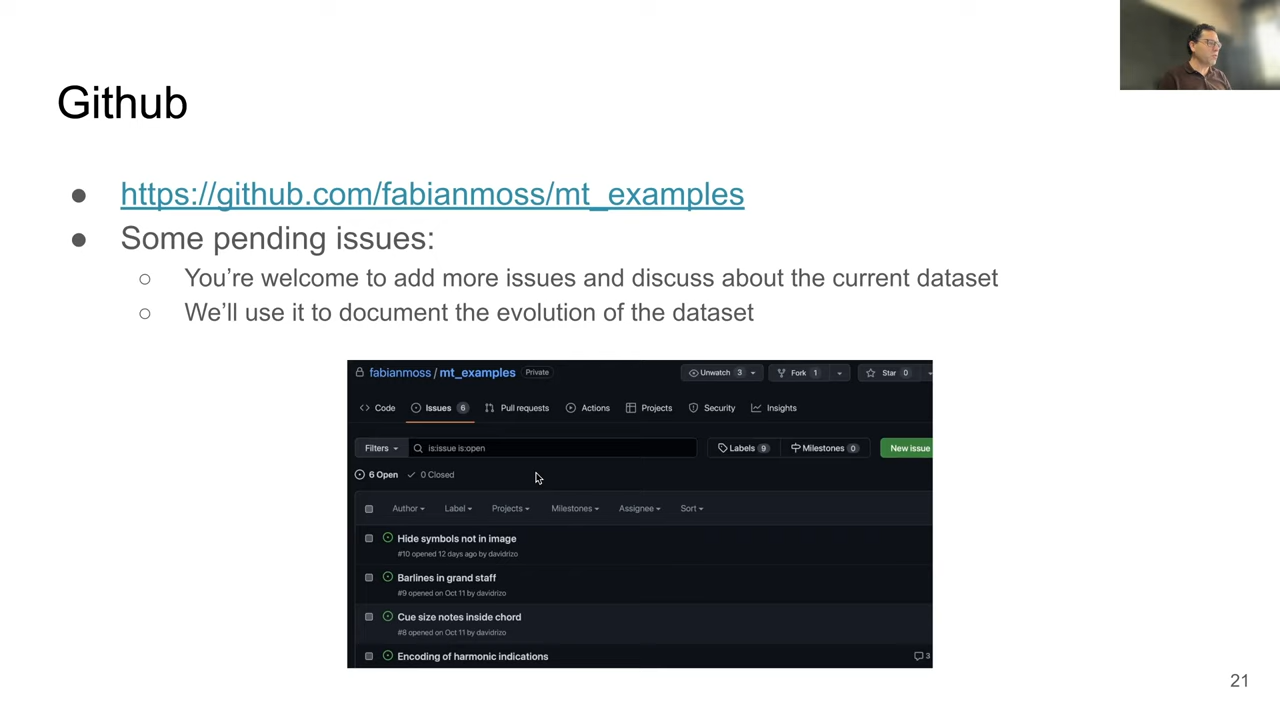 Github
● https://github.com/fabianmoss/mt_examples
● Some pending issues:
○ You’re welcome to add more issues and discuss about the current dataset
○ We’ll use it to document the evolution of the dataset
fabianmoss / mt_examples Private Unwatch 3 Fork 1 Star 0
Code Issues 6 Pull requests Actions Projects Security Insights
Filters is:issue is:open Labels 9 Milestones 0 New issue
6 Open 0 Closed
Author Label Projects Milestones Assignee Sort
Hide symbols not in image
#10 opened 12 days ago by davidrizo
Barlines in grand staff
#9 opened on Oct 11 by davidrizo
Cue size notes inside chord
#8 opened on Oct 11 by davidrizo
Encoding of harmonic indications 3
21